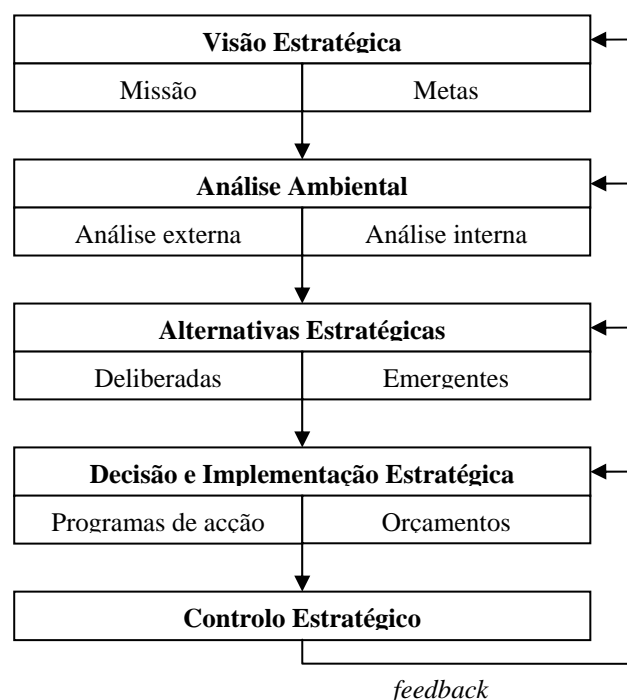 Visão Estratégica
Missão Metas
Análise Ambiental
Análise externa Análise interna
Alternativas Estratégicas
Deliberadas Emergentes
Decisão e Implementação Estratégica
Programas de acção Orçamentos
Controlo Estratégico
feedback